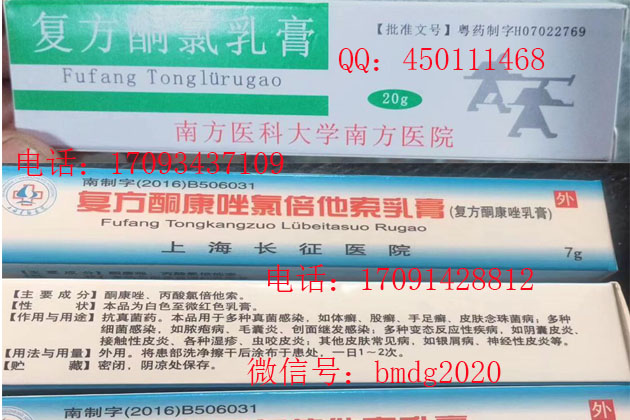 复方酮氯乳膏
【批准文号】粤药制字H07022769
Fufang Tonglürugao
QQ：450111468
20g
南方医科大学南方医院
电话：17093437109
南制字(2016)B506031
复方酮康唑氯倍他索乳膏(复方酮康唑乳膏)
外
Fufang Tongkangzuo Lübeitasuo Rugao
上海长征医院
7g
电话：17091428812
【主要成分】酮康唑、丙酸氯倍他索。
【性　　状】本品为白色至微红色乳膏。
【作用与用途】抗真菌药。本品用于多种真菌感染，如体癣、股癣、手足癣、皮肤念珠菌病；多种
细菌感染，如脓疱病、毛囊炎、创面继发感染；多种变态反应性疾病，如阴囊皮炎、
接触性皮炎、各种湿疹、虫咬皮炎；其他皮肤常见病，如银屑病、神经性皮炎等。
【用法与用量】外用。将患部洗净擦干后涂布于患处，一日1～2次。
【贮　　藏】密闭，阴凉处保存。
微信号：bmdg2020
南制字(2016)B506031
外